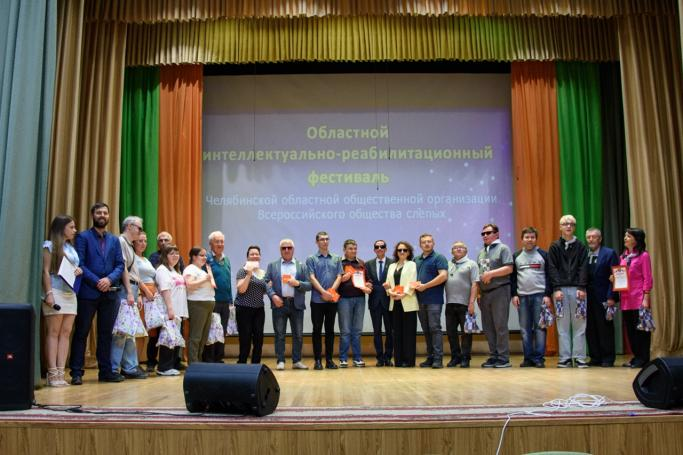 Областной
интеллектуально-реабилитационный
фестиваль
Челябинской областной общественной организации
Всероссийского общества слепых